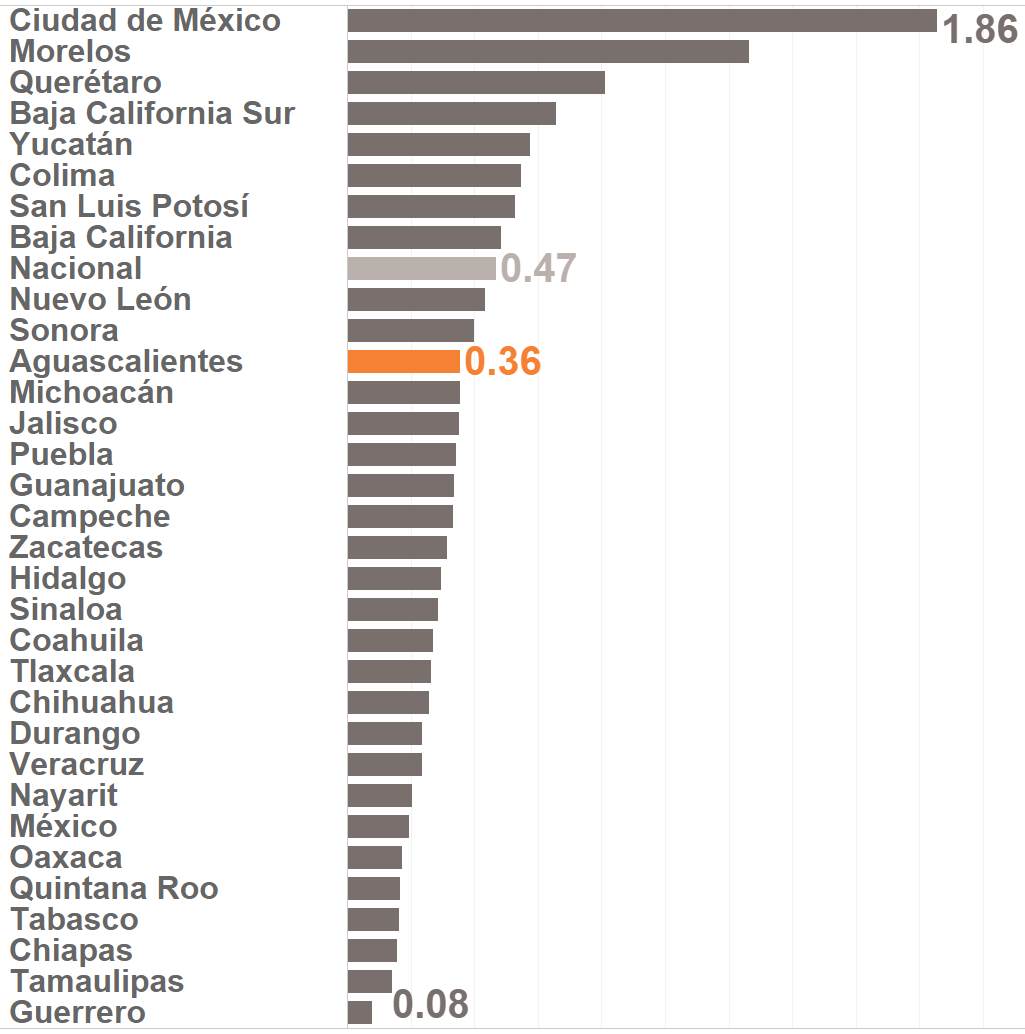 Ciudad de México 1.86
Morelos
Querétaro
Baja California Sur
Yucatán
Colima
San Luis Potosí
Baja California
Nacional 0.47
Nuevo León
Sonora
Aguascalientes 0.36
Michoacán
Jalisco
Puebla
Guanajuato
Campeche
Zacatecas
Hidalgo
Sinaloa
Coahuila
Tlaxcala
Chihuahua
Durango
Veracruz
Nayarit
México
Oaxaca
Quintana Roo
Tabasco
Chiapas
Tamaulipas
Guerrero 0.08